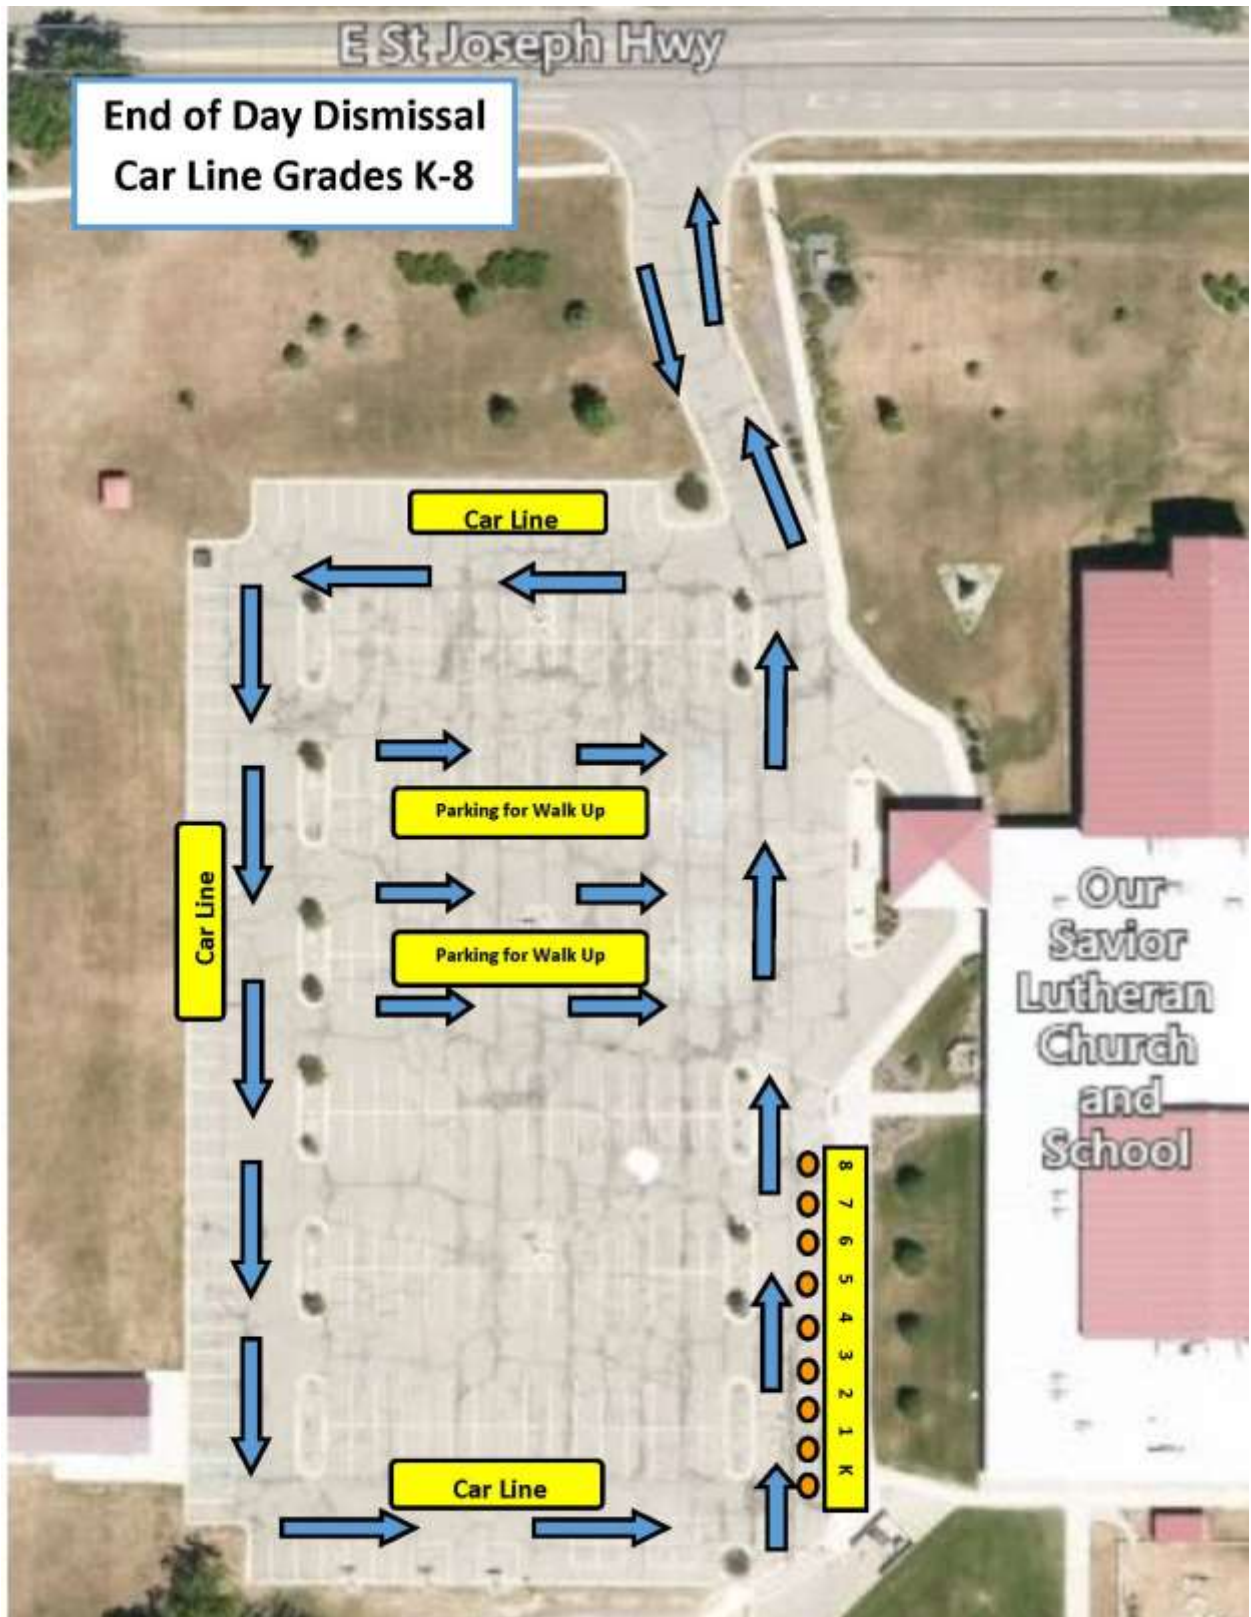 E St Joseph Hwy
End of Day Dismissal
Car Line Grades K-8
Car Line
Parking for Walk Up
Car Line
Parking for Walk Up
Our
Savior
Lutheran
Church
and
School
8
7
6
5
4
3
2
1
K
Car Line